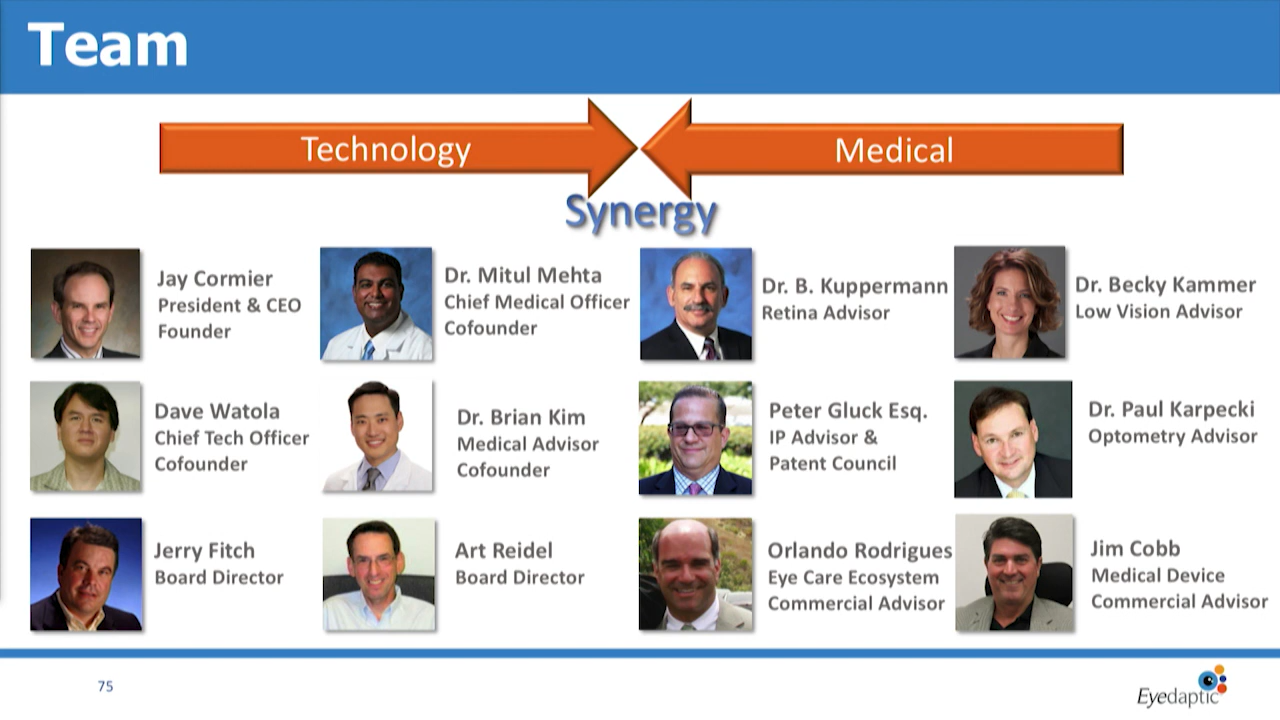 Team
Technology
Medical
Synergy
Jay Cormier
President & CEO
Founder
Dr. Mitul Mehta
Chief Medical Officer
Cofounder
Dr. B. Kuppermann
Retina Advisor
Dr. Becky Kammer
Low Vision Advisor
Dave Watola
Chief Tech Officer
Cofounder
Dr. Brian Kim
Medical Advisor
Cofounder
Peter Gluck Esq.
IP Advisor &
Patent Council
Dr. Paul Karpecki
Optometry Advisor
Jerry Fitch
Board Director
Art Reidel
Board Director
Orlando Rodrigues
Eye Care Ecosystem
Commercial Advisor
Jim Cobb
Medical Device
Commercial Advisor
75
Eyedaptic